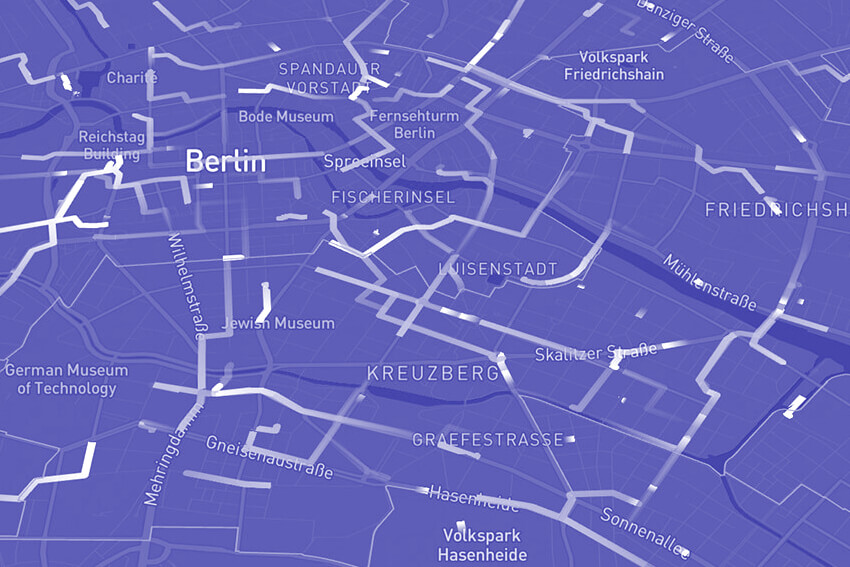 Danziger Straße
Volkspark
Friedrichshain
SPANDAUER
VORSTADT
Charité
Bode Museum
Fernsehturm
Berlin
Reichstag
Building
Berlin
Spreeinsel
FISCHERINSEL
FRIEDRICHSH
Wilhelmstraße
LUISENSTADT
Mühlenstraße
Jewish Museum
Skalitzer Straße
German Museum
of Technology
KREUZBERG
Mehringdamm
Gneisenaustraße
GRAEFESTRASSE
Hasenheide
Sonnenallee
Volkspark
Hasenheide